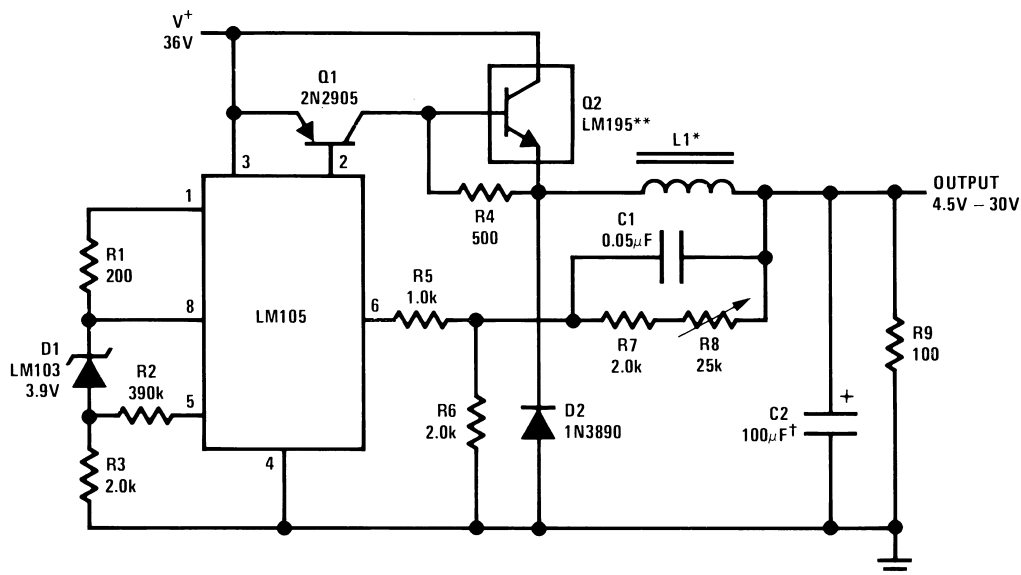 V+
36V
Q1
2N2905
Q2
LM195**
L1*
OUTPUT
4.5V – 30V
3
2
1
R4
500
C1
0.05μF
R1
200
R5
1.0k
8
LM105
6
D1
LM103
3.9V
R2
390k
5
R7
2.0k
R8
25k
R9
100
R6
2.0k
D2
1N3890
+
C2
100μF†
R3
2.0k
4